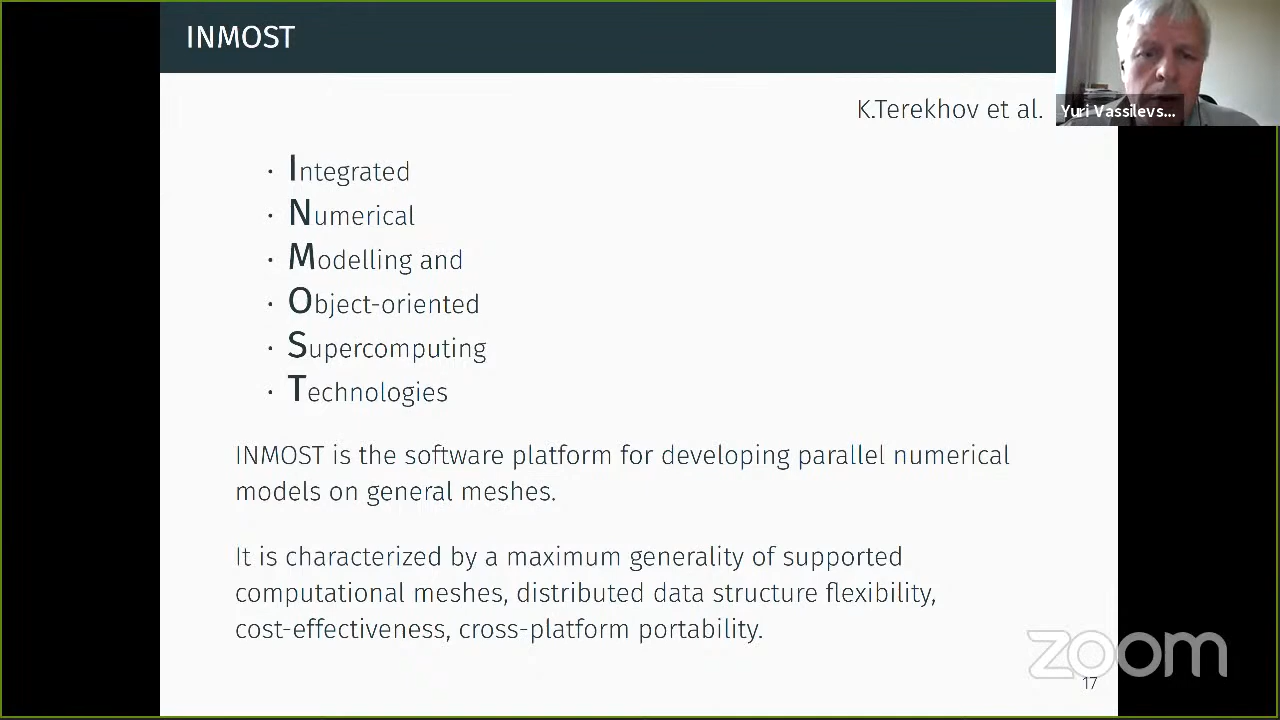 INMOST
K.Terekhov et al.
Yuri Vassilevs...
· Integrated
· Numerical
· Modelling and
· Object-oriented
· Supercomputing
· Technologies
INMOST is the software platform for developing parallel numerical
models on general meshes.
It is characterized by a maximum generality of supported
computational meshes, distributed data structure flexibility,
cost-effectiveness, cross-platform portability.
zoom
17